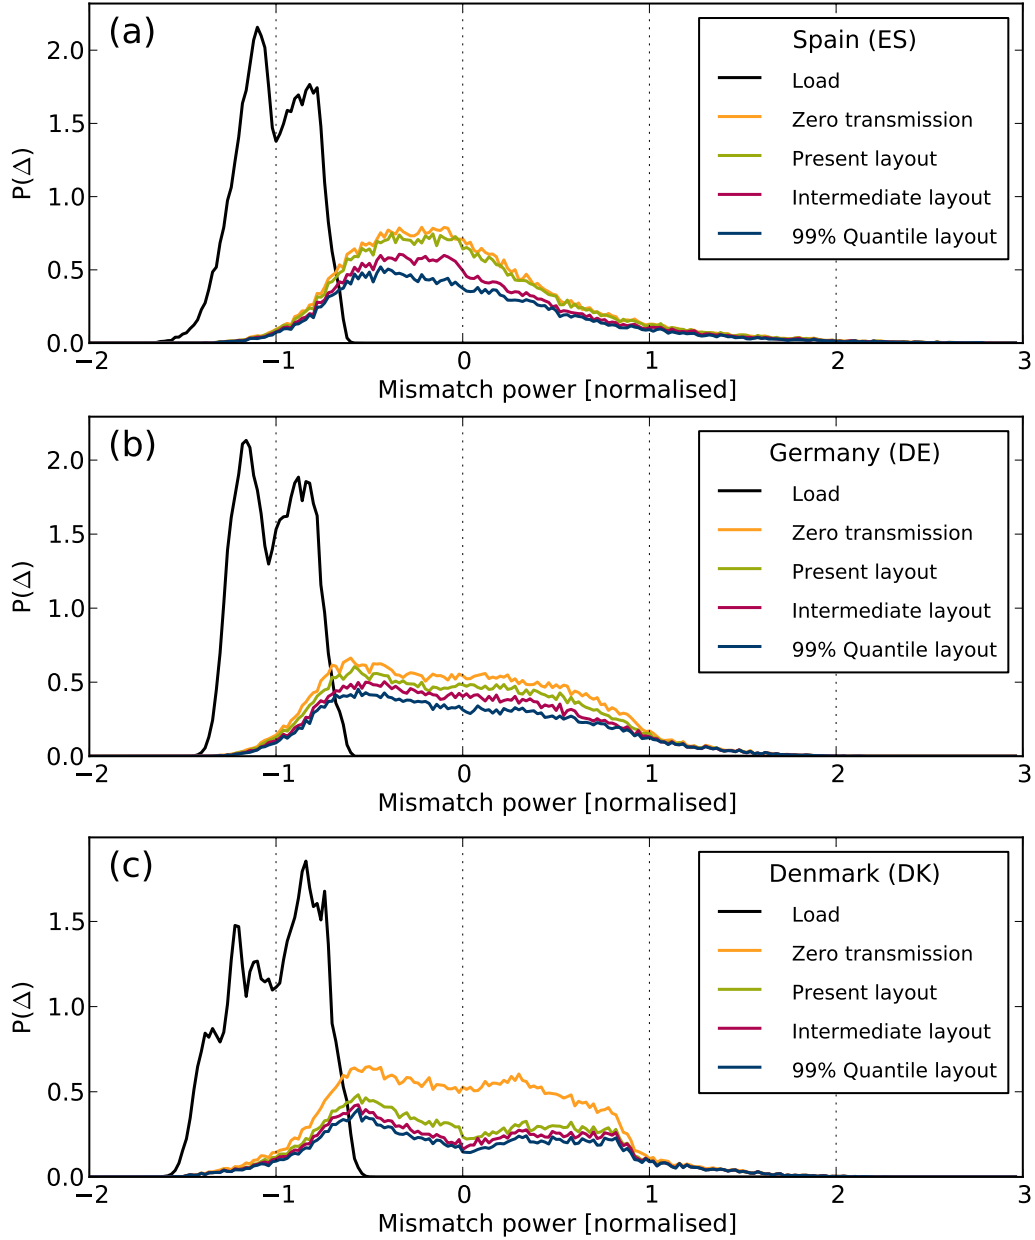 (a)
Spain (ES)
Load
Zero transmission
Present layout
Intermediate layout
99% Quantile layout
P(Δ)
2.0
1.5
1.0
0.5
0.0
−2 −1 0 1 2 3
Mismatch power [normalised]
(b)
Germany (DE)
Load
Zero transmission
Present layout
Intermediate layout
99% Quantile layout
P(Δ)
2.0
1.5
1.0
0.5
0.0
−2 −1 0 1 2 3
Mismatch power [normalised]
(c)
Denmark (DK)
Load
Zero transmission
Present layout
Intermediate layout
99% Quantile layout
P(Δ)
1.5
1.0
0.5
0.0
−2 −1 0 1 2 3
Mismatch power [normalised]